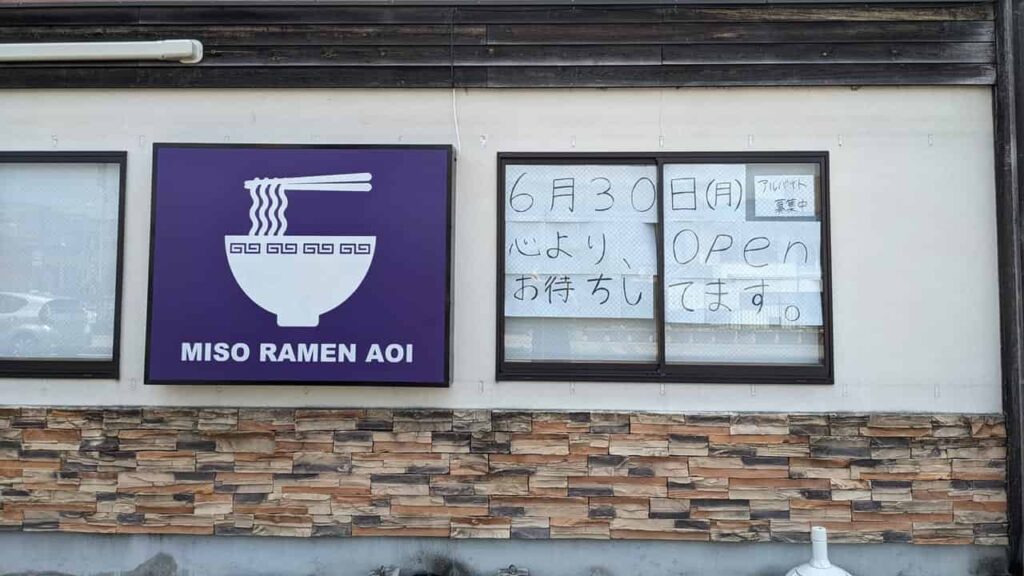 MISO RAMEN AOI
6月30日(月)
アルバイト
募集中
心より、Open
お待ちしてます。